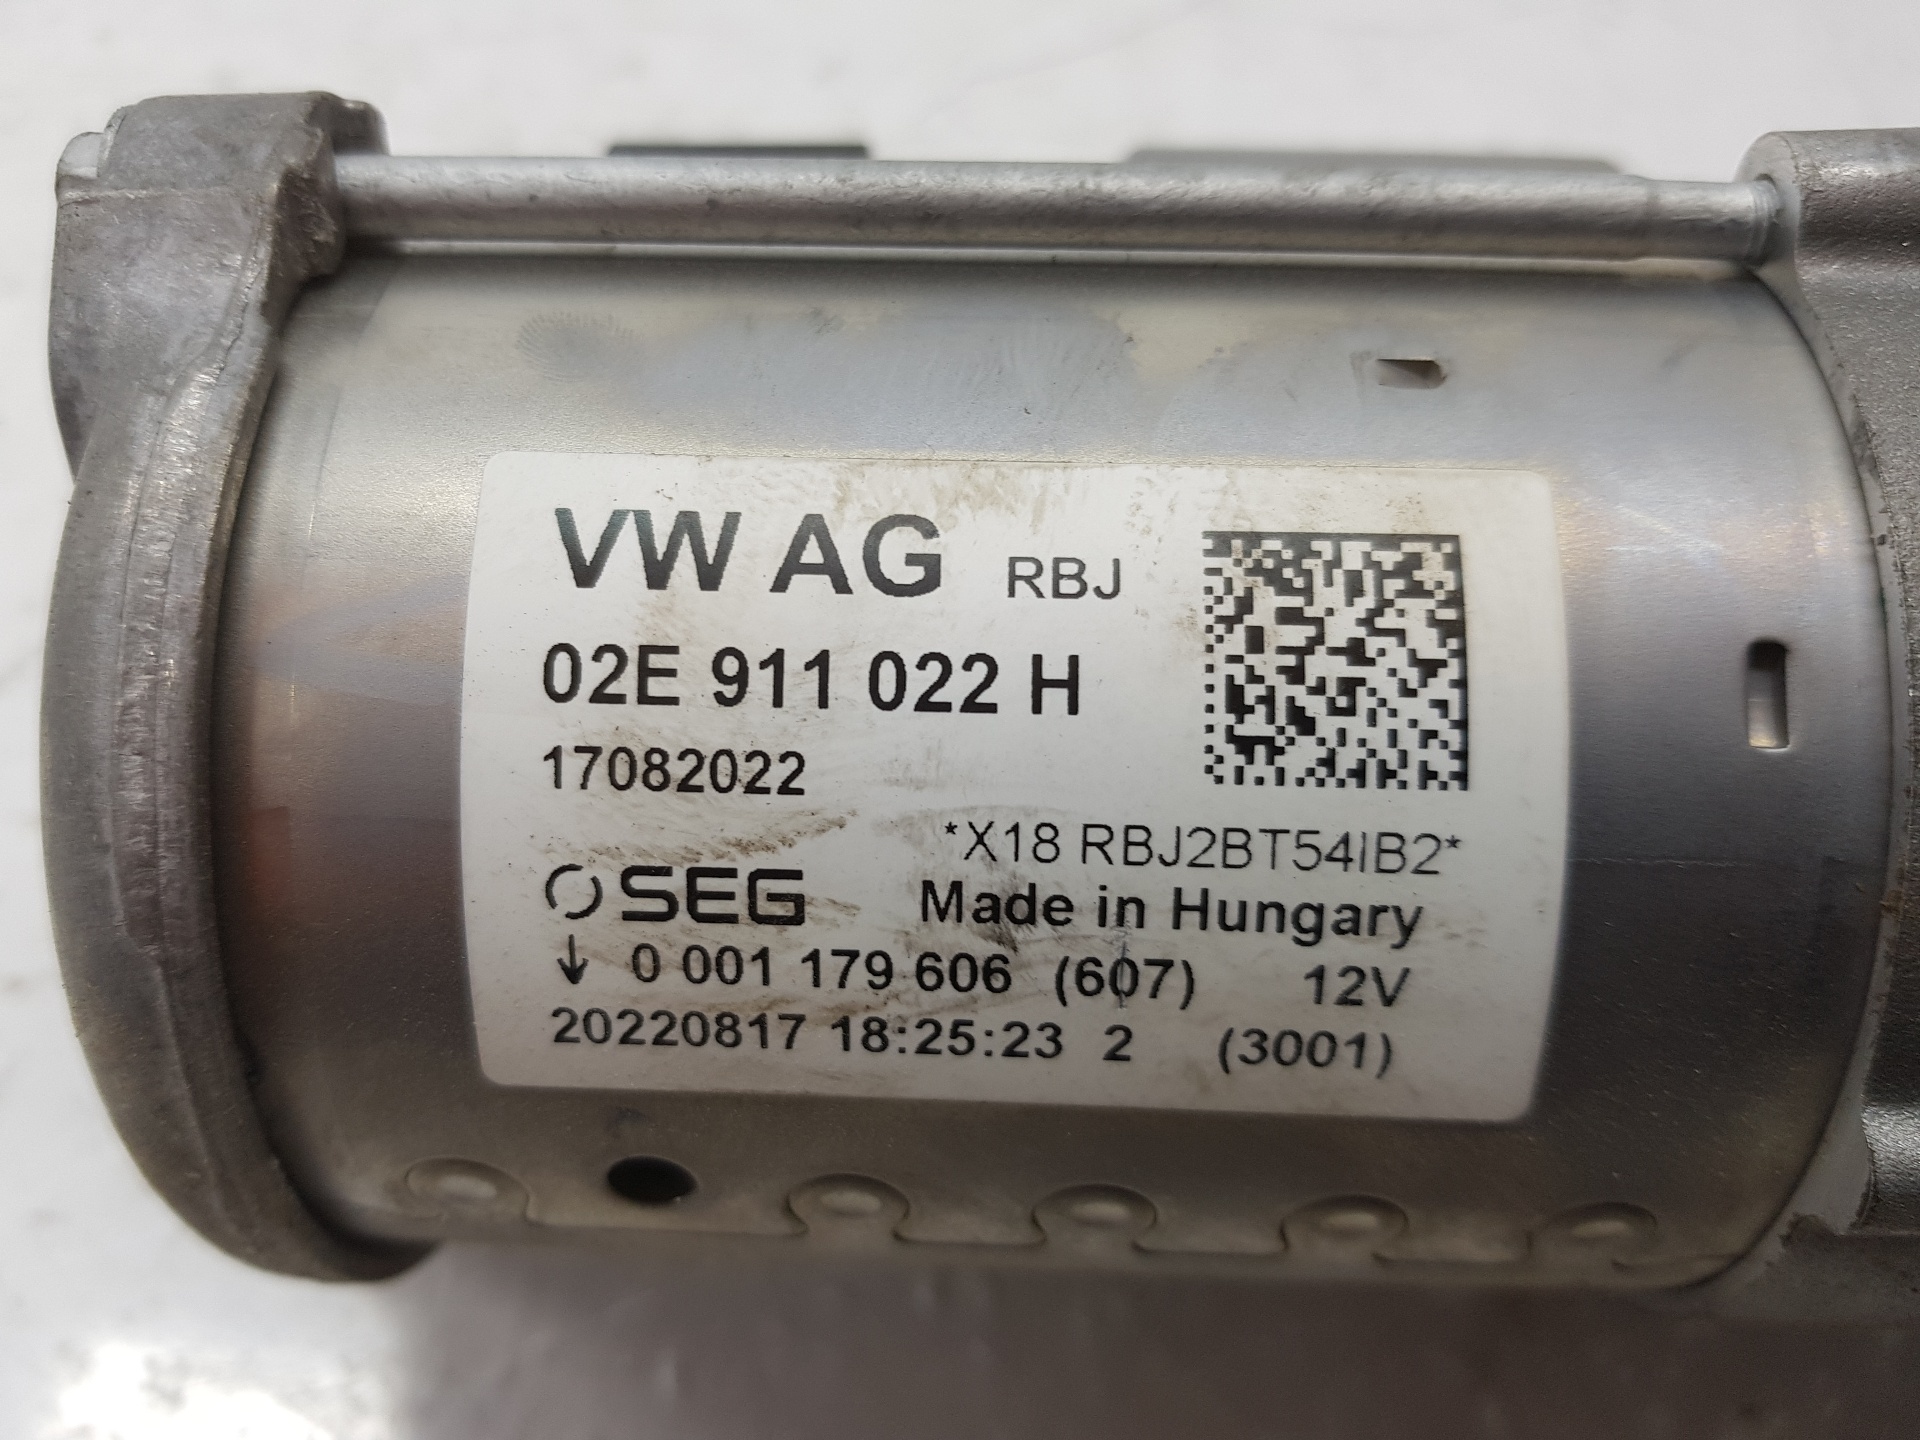 VW AG RBJ
02E 911 022 H
17082022
*X18 RBJ2BT54IB2*
SEG Made in Hungary
↓ 0 001 179 606 (607) 12V
20220817 18:25:23 2 (3001)